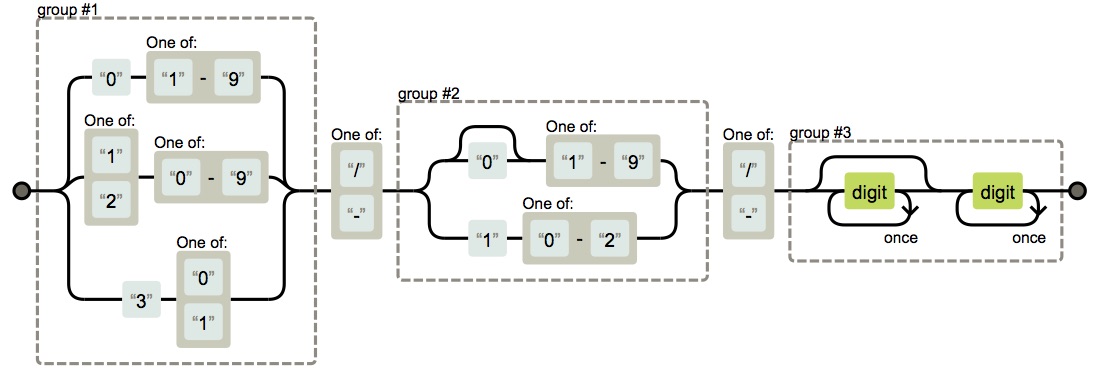 group #1
One of:
“0” “1” - “9”
One of:
“1”
“2”
One of:
“0” - “9”
One of:
“3” “0”
“1”
One of:
“/”
“-”
group #2
“0”
One of:
“1” - “9”
One of:
“1” “0” - “2”
One of:
“/”
“-”
group #3
digit
once
digit
once